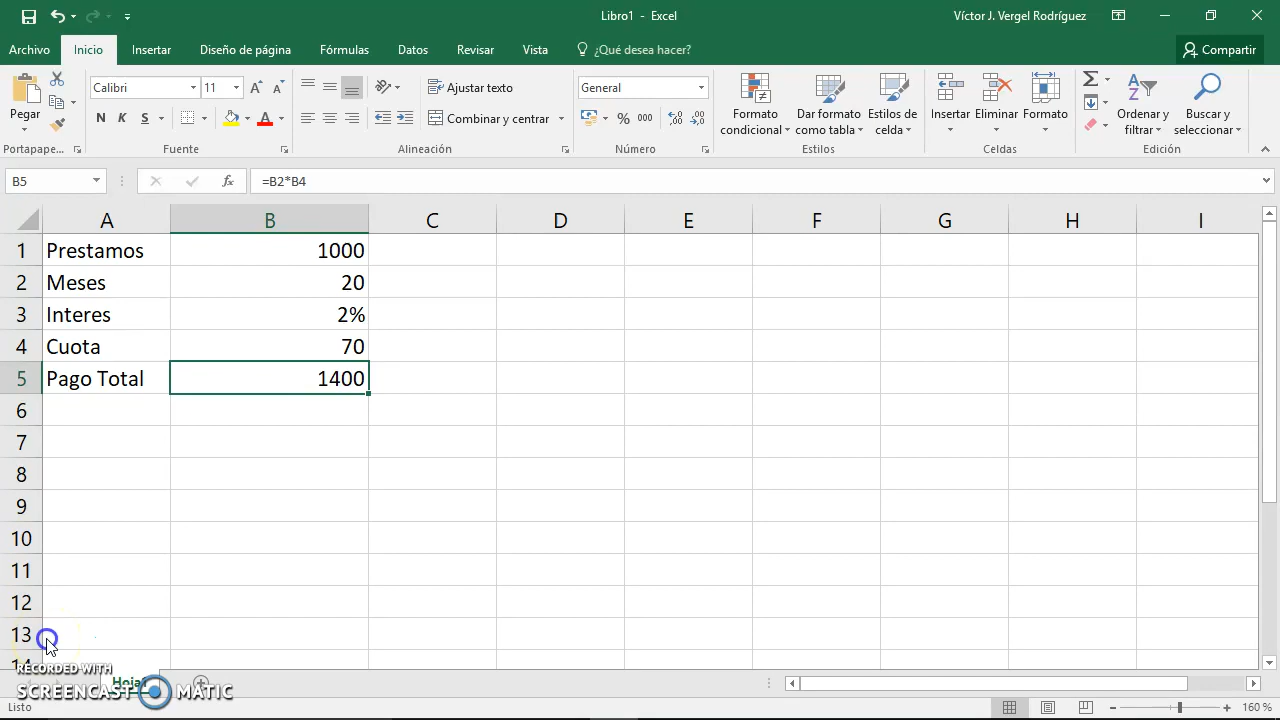 Libro1 - Excel
Víctor J. Vergel Rodríguez
Archivo Inicio Insertar Diseño de página Fórmulas Datos Revisar Vista ¿Qué desea hacer? Compartir
Pegar
Calibri 11
N K S
Ajustar texto
Combinar y centrar
General
% 000
Formato condicional
Dar formato como tabla
Estilos de celda
Insertar Eliminar Formato
Ordenar y filtrar
Buscar y seleccionar
Portapape... Fuente Alineación Número Estilos Celdas Edición
B5 fx =B2*B4
A B C D E F G H I
1 Prestamos 1000
2 Meses 20
3 Interes 2%
4 Cuota 70
5 Pago Total 1400
6
7
8
9
10
11
12
13
RECORDED WITH
SCREENCAST MATIC
Listo 160 %